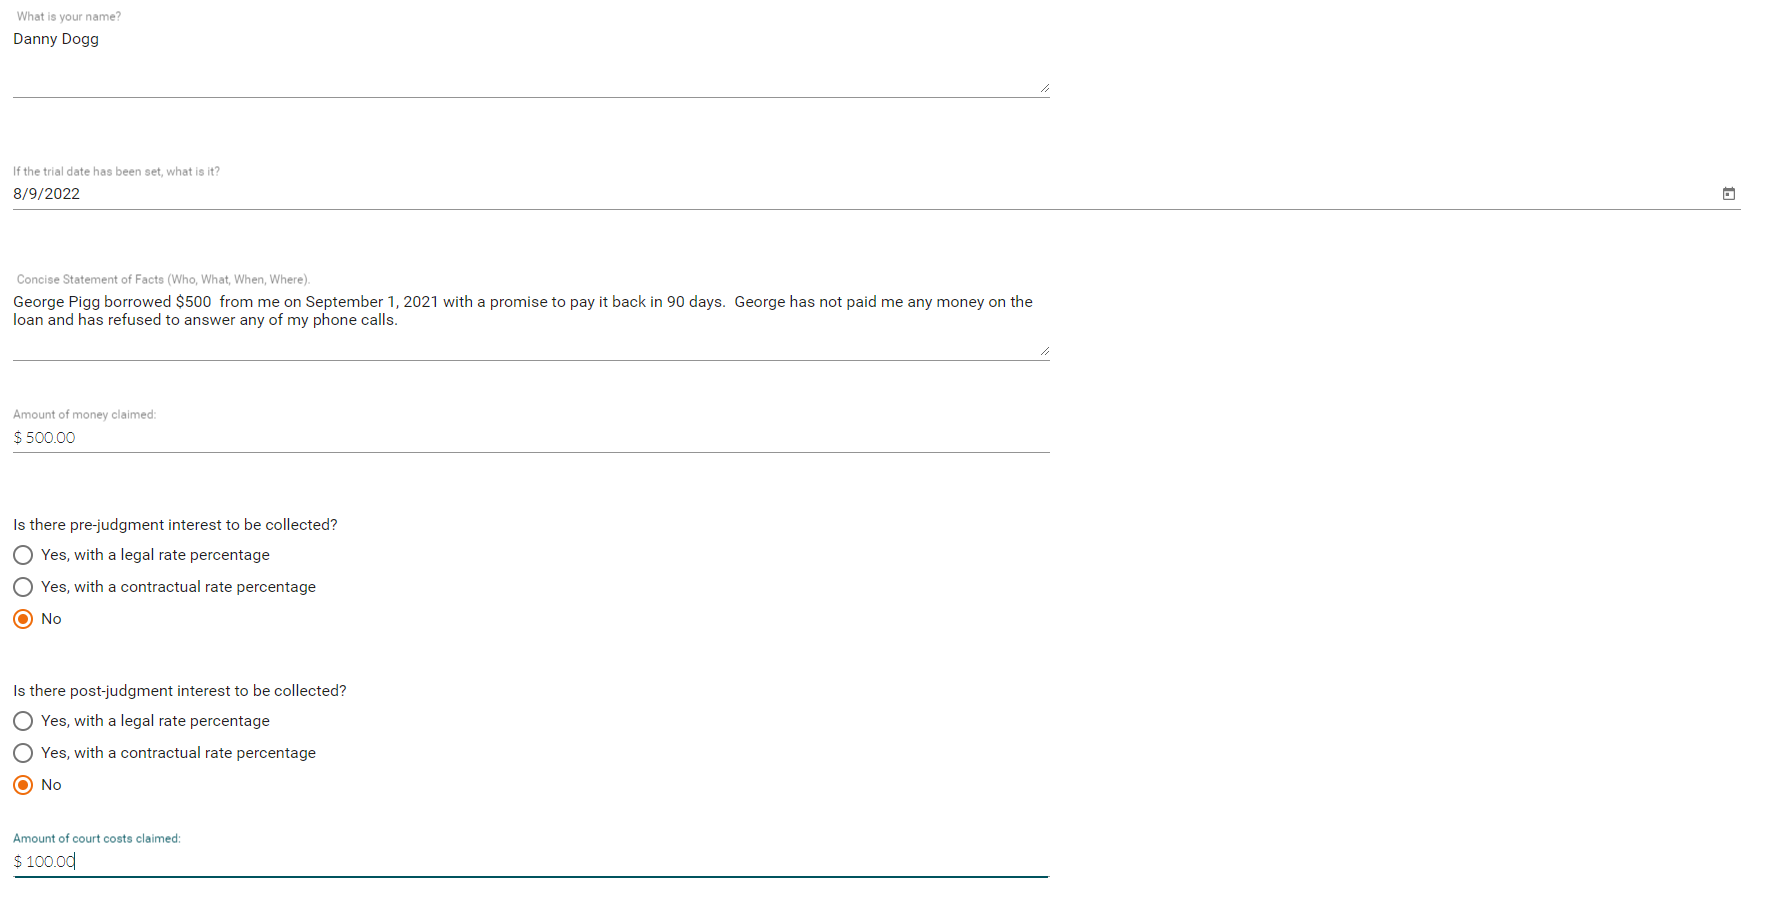 What is your name?
Danny Dogg
If the trial date has been set, what is it?
8/9/2022
Concise Statement of Facts (Who, What, When, Where).
George Pigg borrowed $500  from me on September 1, 2021 with a promise to pay it back in 90 days.  George has not paid me any money on the
loan and has refused to answer any of my phone calls.
Amount of money claimed:
$ 500.00
Is there pre-judgment interest to be collected?
Yes, with a legal rate percentage
Yes, with a contractual rate percentage
No
Is there post-judgment interest to be collected?
Yes, with a legal rate percentage
Yes, with a contractual rate percentage
No
Amount of court costs claimed:
$ 100.00